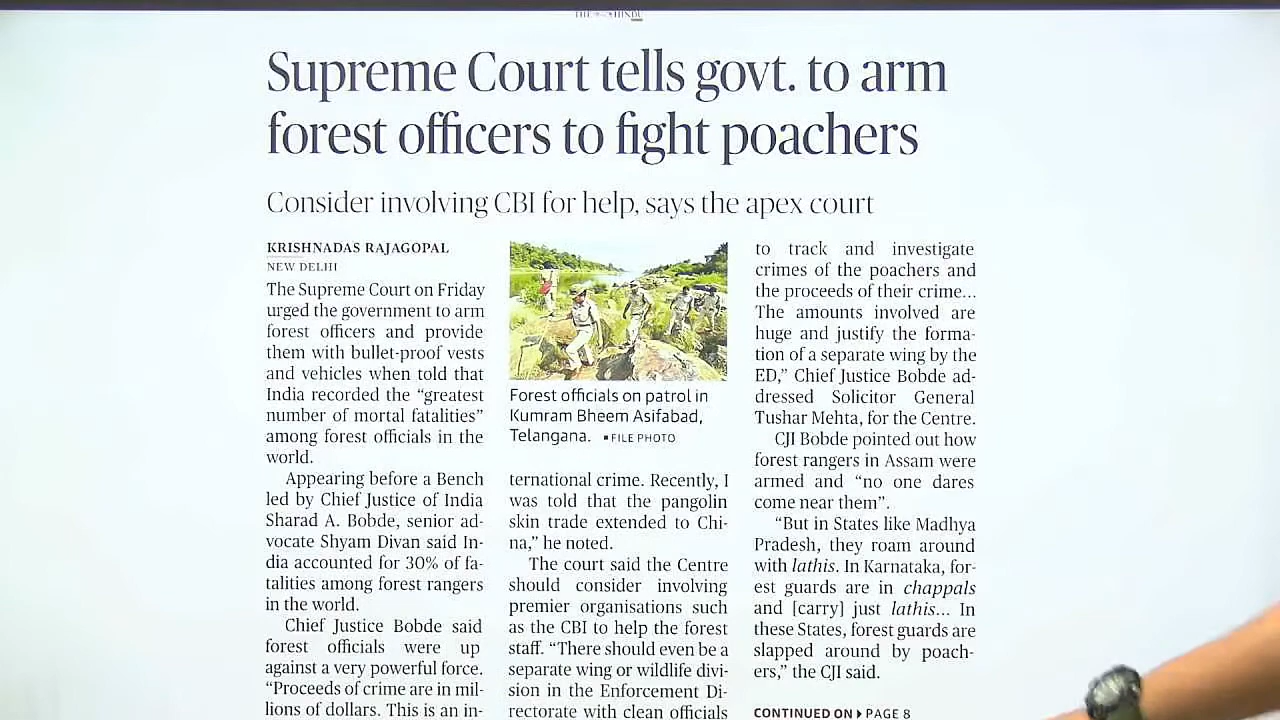 THE HINDU
Supreme Court tells govt. to arm
forest officers to fight poachers
Consider involving CBI for help, says the apex court
KRISHNADAS RAJAGOPAL
NEW DELHI
The Supreme Court on Friday
urged the government to arm
forest officers and provide
them with bullet-proof vests
and vehicles when told that
India recorded the “greatest
number of mortal fatalities”
among forest officials in the
world.
Appearing before a Bench
led by Chief Justice of India
Sharad A. Bobde, senior ad-
vocate Shyam Divan said In-
dia accounted for 30% of fa-
talities among forest rangers
in the world.
Chief Justice Bobde said
forest officials were up
against a very powerful force.
“Proceeds of crime are in mil-
lions of dollars. This is an in-
Forest officials on patrol in
Kumram Bheem Asifabad,
Telangana. ▪FILE PHOTO
ternational crime. Recently, I
was told that the pangolin
skin trade extended to Chi-
na,” he noted.
The court said the Centre
should consider involving
premier organisations such
as the CBI to help the forest
staff. “There should even be a
separate wing or wildlife divi-
sion in the Enforcement Di-
rectorate with clean officials
to track and investigate
crimes of the poachers and
the proceeds of their crime...
The amounts involved are
huge and justify the forma-
tion of a separate wing by the
ED,” Chief Justice Bobde ad-
dressed Solicitor General
Tushar Mehta, for the Centre.
CJI Bobde pointed out how
forest rangers in Assam were
armed and “no one dares
come near them”.
“But in States like Madhya
Pradesh, they roam around
with lathis. In Karnataka, for-
est guards are in chappals
and [carry] just lathis... In
these States, forest guards are
slapped around by poach-
ers,” the CJI said.
CONTINUED ON ▸ PAGE 8